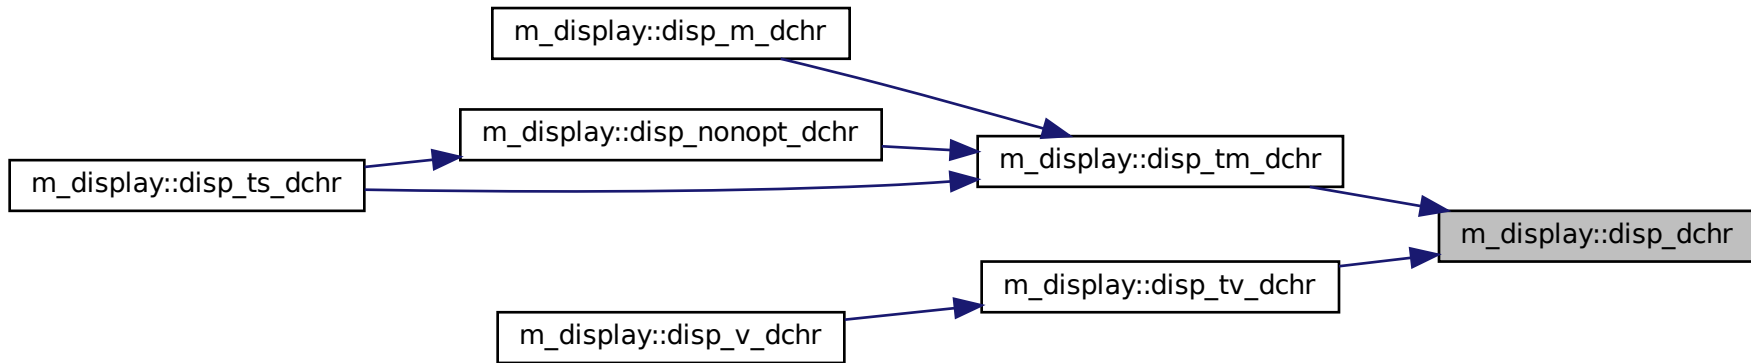 m_display::disp_m_dchr
m_display::disp_nonopt_dchr
m_display::disp_tm_dchr
m_display::disp_ts_dchr
m_display::disp_dchr
m_display::disp_tv_dchr
m_display::disp_v_dchr